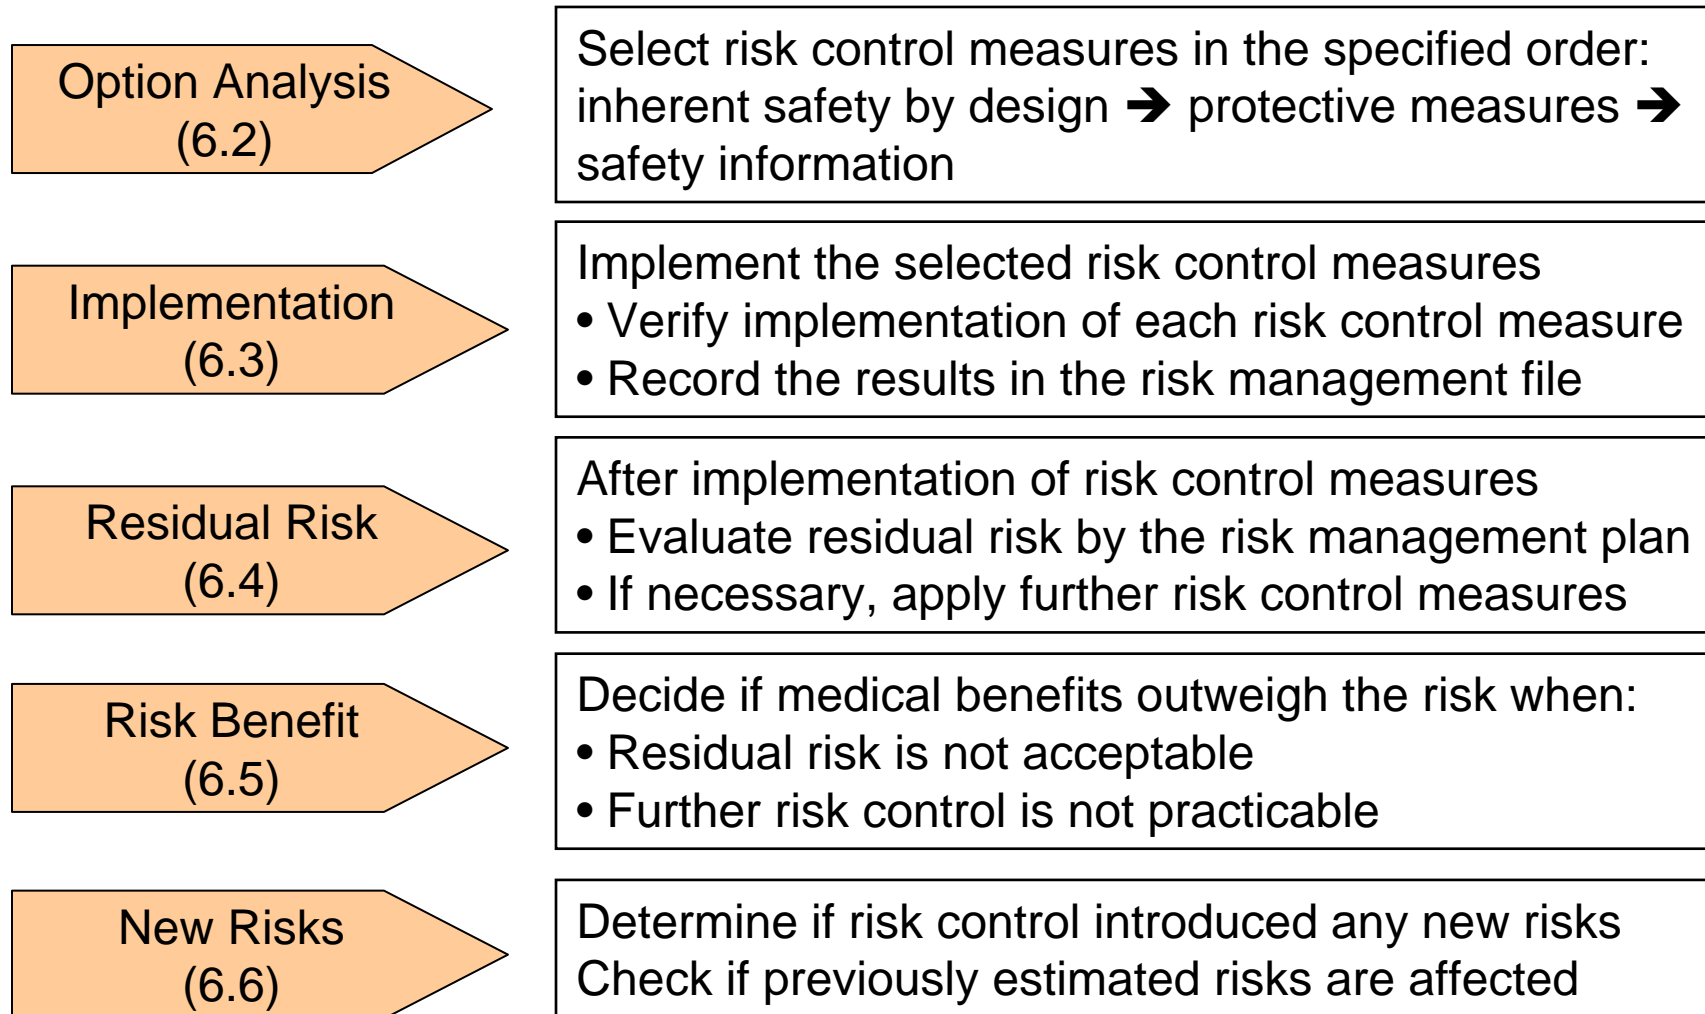 Option Analysis
(6.2)
Select risk control measures in the specified order:
inherent safety by design ➔ protective measures ➔
safety information
Implementation
(6.3)
Implement the selected risk control measures
• Verify implementation of each risk control measure
• Record the results in the risk management file
Residual Risk
(6.4)
After implementation of risk control measures
• Evaluate residual risk by the risk management plan
• If necessary, apply further risk control measures
Risk Benefit
(6.5)
Decide if medical benefits outweigh the risk when:
• Residual risk is not acceptable
• Further risk control is not practicable
New Risks
(6.6)
Determine if risk control introduced any new risks
Check if previously estimated risks are affected